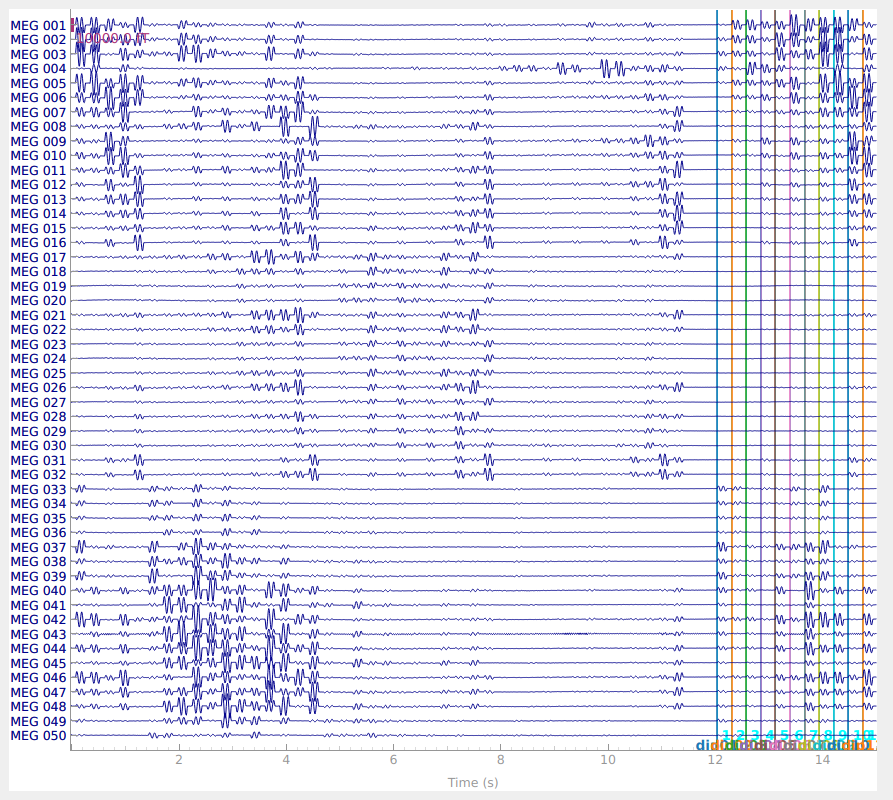 MEG 001
10000.0 fT
MEG 002
MEG 003
MEG 004
MEG 005
MEG 006
MEG 007
MEG 008
MEG 009
MEG 010
MEG 011
MEG 012
MEG 013
MEG 014
MEG 015
MEG 016
MEG 017
MEG 018
MEG 019
MEG 020
MEG 021
MEG 022
MEG 023
MEG 024
MEG 025
MEG 026
MEG 027
MEG 028
MEG 029
MEG 030
MEG 031
MEG 032
MEG 033
MEG 034
MEG 035
MEG 036
MEG 037
MEG 038
MEG 039
MEG 040
MEG 041
MEG 042
MEG 043
MEG 044
MEG 045
MEG 046
MEG 047
MEG 048
MEG 049
MEG 050
1 2 3 4 5 6 7 8 9 10
2 4 6 8 10 12 14
Time (s)